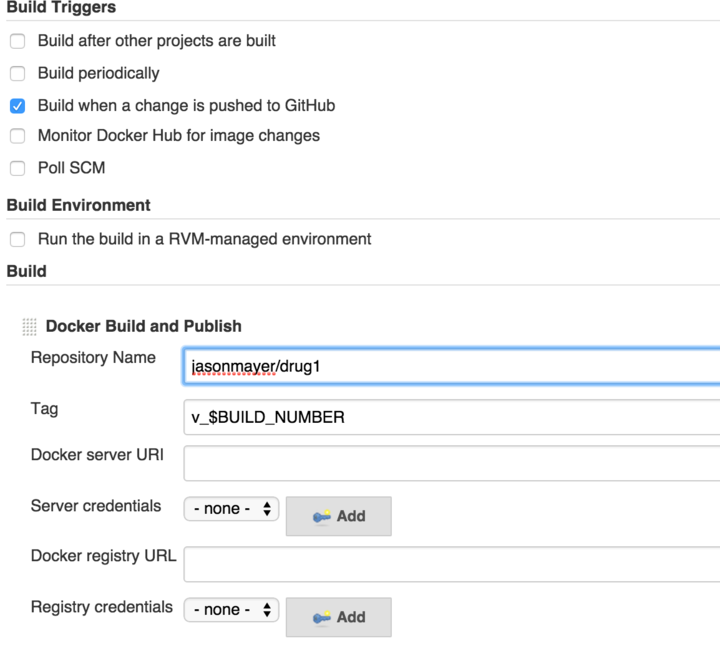 Build Triggers
Build after other projects are built
Build periodically
Build when a change is pushed to GitHub
Monitor Docker Hub for image changes
Poll SCM
Build Environment
Run the build in a RVM-managed environment
Build
Docker Build and Publish
Repository Name
jasonmayer/drug1
Tag
v_$BUILD_NUMBER
Docker server URI
Server credentials
- none -
Add
Docker registry URL
Registry credentials
- none -
Add